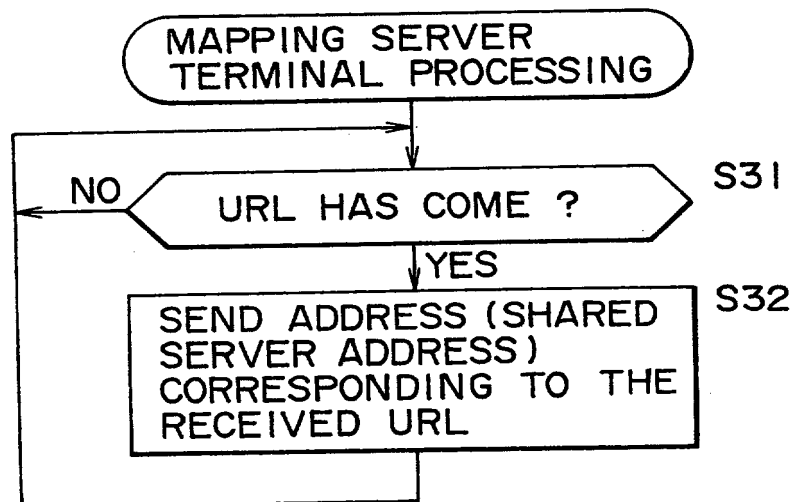 MAPPING SERVER
TERMINAL PROCESSING
S31
NO
URL HAS COME ?
YES
S32
SEND ADDRESS (SHARED
SERVER ADDRESS)
CORRESPONDING TO THE
RECEIVED URL